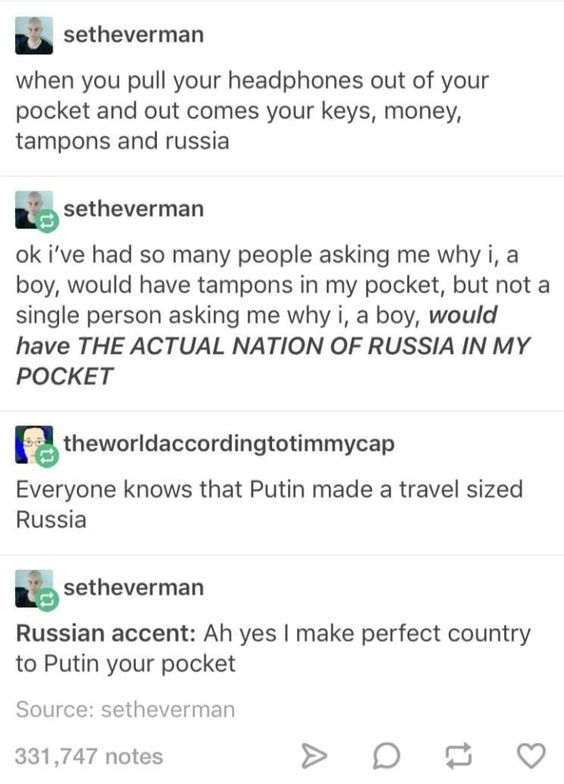 setheverman
when you pull your headphones out of your
pocket and out comes your keys, money,
tampons and russia
setheverman
ok i've had so many people asking me why i, a
boy, would have tampons in my pocket, but not a
single person asking me why i, a boy, would
have THE ACTUAL NATION OF RUSSIA IN MY
POCKET
theworldaccordingtotimmycap
Everyone knows that Putin made a travel sized
Russia
setheverman
Russian accent: Ah yes I make perfect country
to Putin your pocket
Source: setheverman
331,747 notes